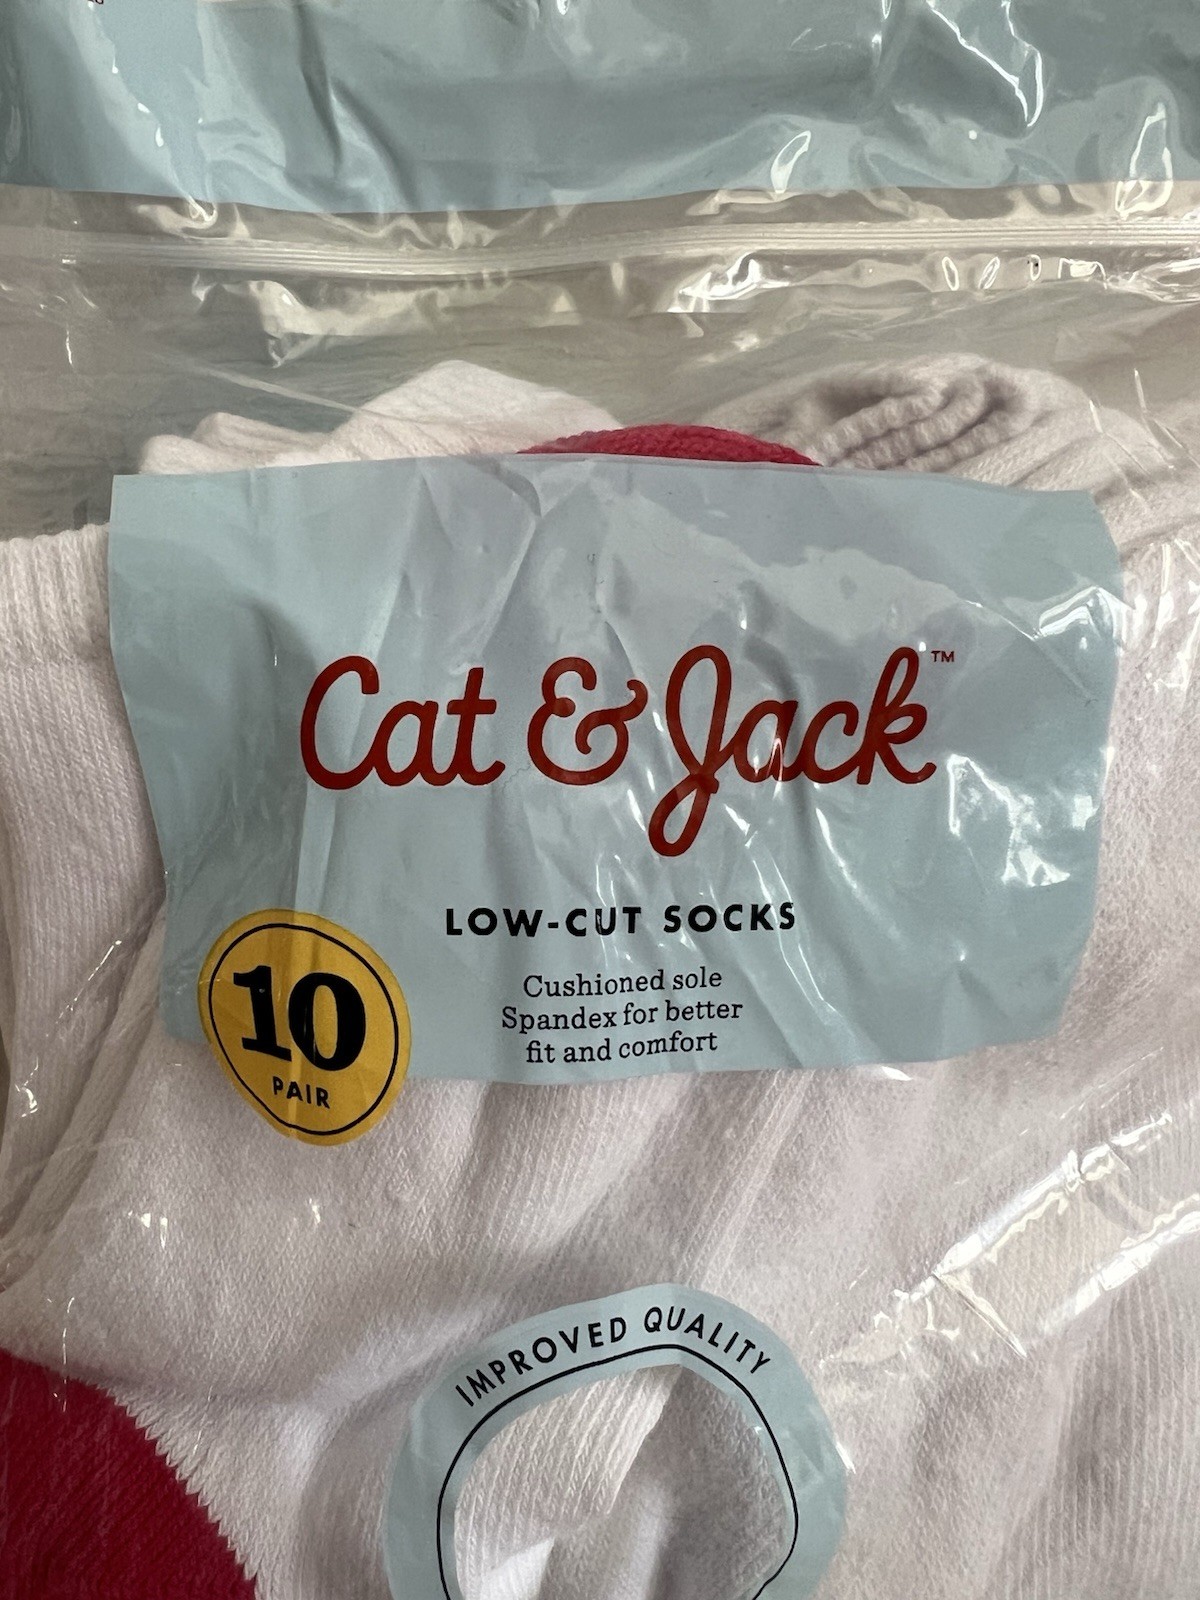 Cat & Jack™
LOW-CUT SOCKS
Cushioned sole
Spandex for better
fit and comfort
10
PAIR
IMPROVED QUALITY